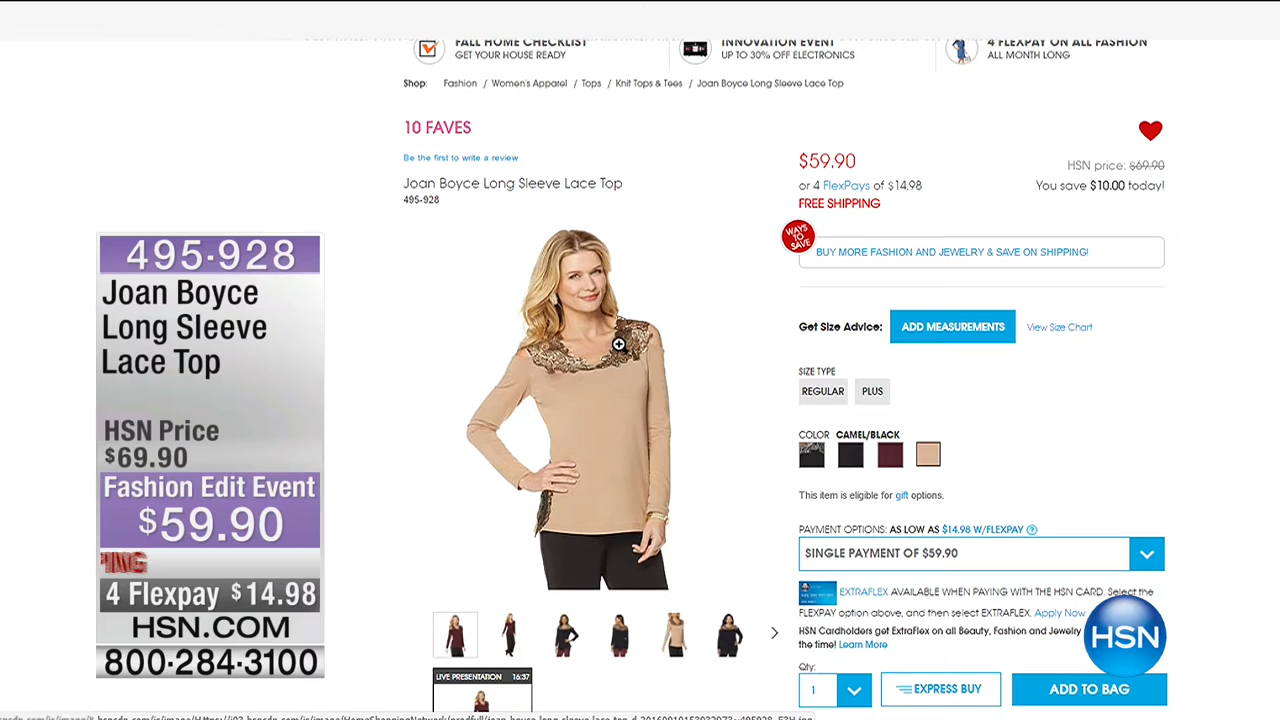 FALL HOME CHECKLIST
GET YOUR HOUSE READY
INNOVATION EVENT
UP TO 30% OFF ELECTRONICS
4 FLEXPAY ON ALL FASHION
ALL MONTH LONG
Shop: Fashion / Women's Apparel / Tops / Knit Tops & Tees / Joan Boyce Long Sleeve Lace Top
10 FAVES
Be the first to write a review
Joan Boyce Long Sleeve Lace Top
495-928
$59.90
HSN price: $69.90
or 4 FlexPays of $14.98
You save $10.00 today!
FREE SHIPPING
WAYS
TO
SAVE
BUY MORE FASHION AND JEWELRY & SAVE ON SHIPPING!
Get Size Advice:
ADD MEASUREMENTS
View Size Chart
SIZE TYPE
REGULAR
PLUS
COLOR CAMEL/BLACK
This item is eligible for gift options.
PAYMENT OPTIONS: AS LOW AS $14.98 W/FLEXPAY ?
SINGLE PAYMENT OF $59.90
EXTRAFLEX AVAILABLE WHEN PAYING WITH THE HSN CARD. Select the
FLEXPAY option above, and then select EXTRAFLEX. Apply Now
HSN Cardholders get ExtraFlex on all Beauty, Fashion and Jewelry
the time! Learn More
Qty:
1
EXPRESS BUY
ADD TO BAG
HSN
LIVE PRESENTATION 16:37
495-928
Joan Boyce
Long Sleeve
Lace Top
HSN Price
$69.90
Fashion Edit Event
$59.90
4 Flexpay $14.98
HSN.COM
800-284-3100